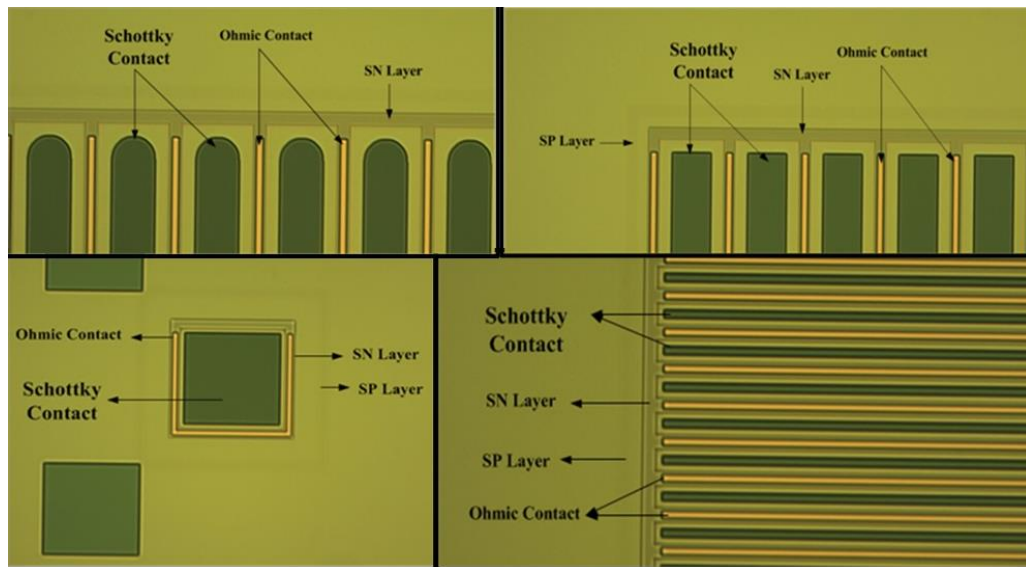 Schottky
Contact
Ohmic Contact
SN Layer
Schottky
Contact
SN Layer
Ohmic Contact
SP Layer
Ohmic Contact
SN Layer
Schottky
Contact
SP Layer
Schottky
Contact
SN Layer
SP Layer
Ohmic Contact